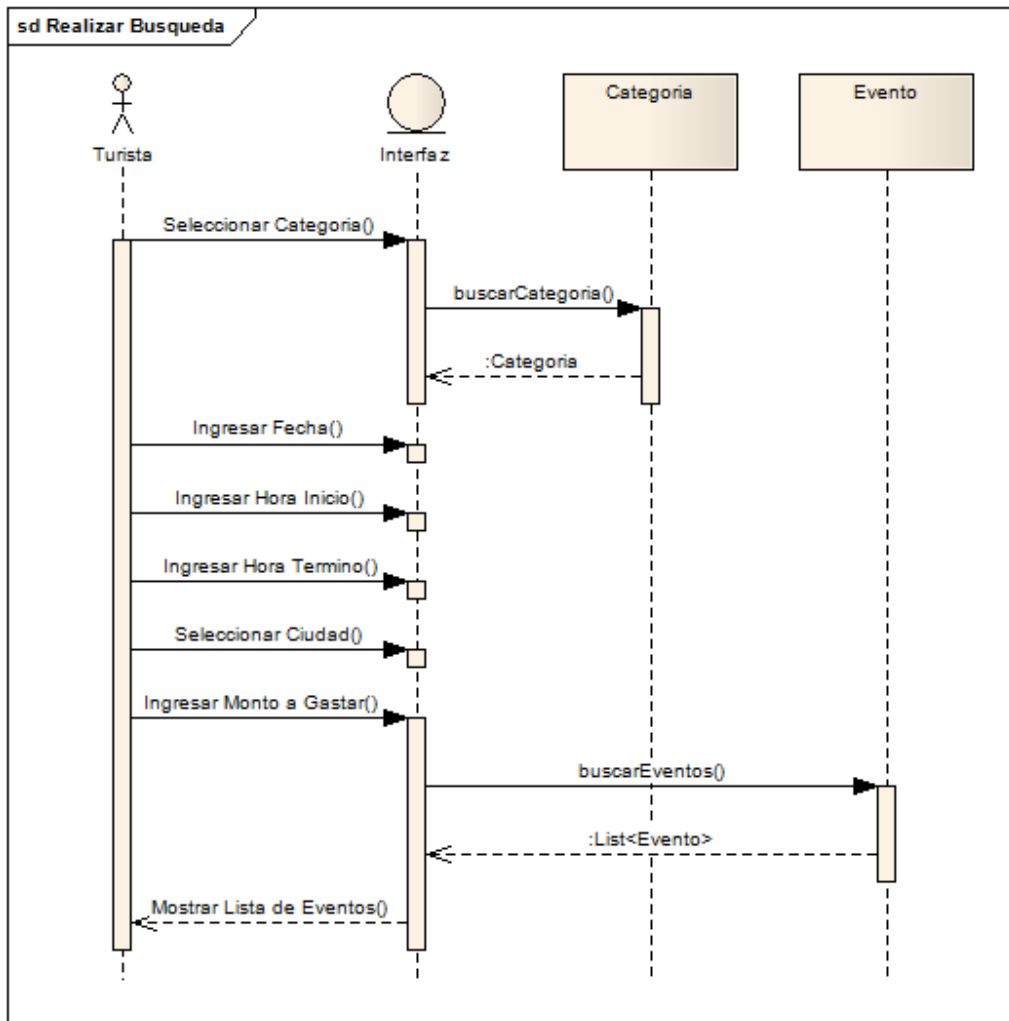 sd Realizar Busqueda
Turista
Interfaz
Categoria
Evento
Seleccionar Categoria()
buscarCategoria()
:Categoria
Ingresar Fecha()
Ingresar Hora Inicio()
Ingresar Hora Termino()
Seleccionar Ciudad()
Ingresar Monto a Gastar()
buscarEventos()
:List<Evento>
Mostrar Lista de Eventos()